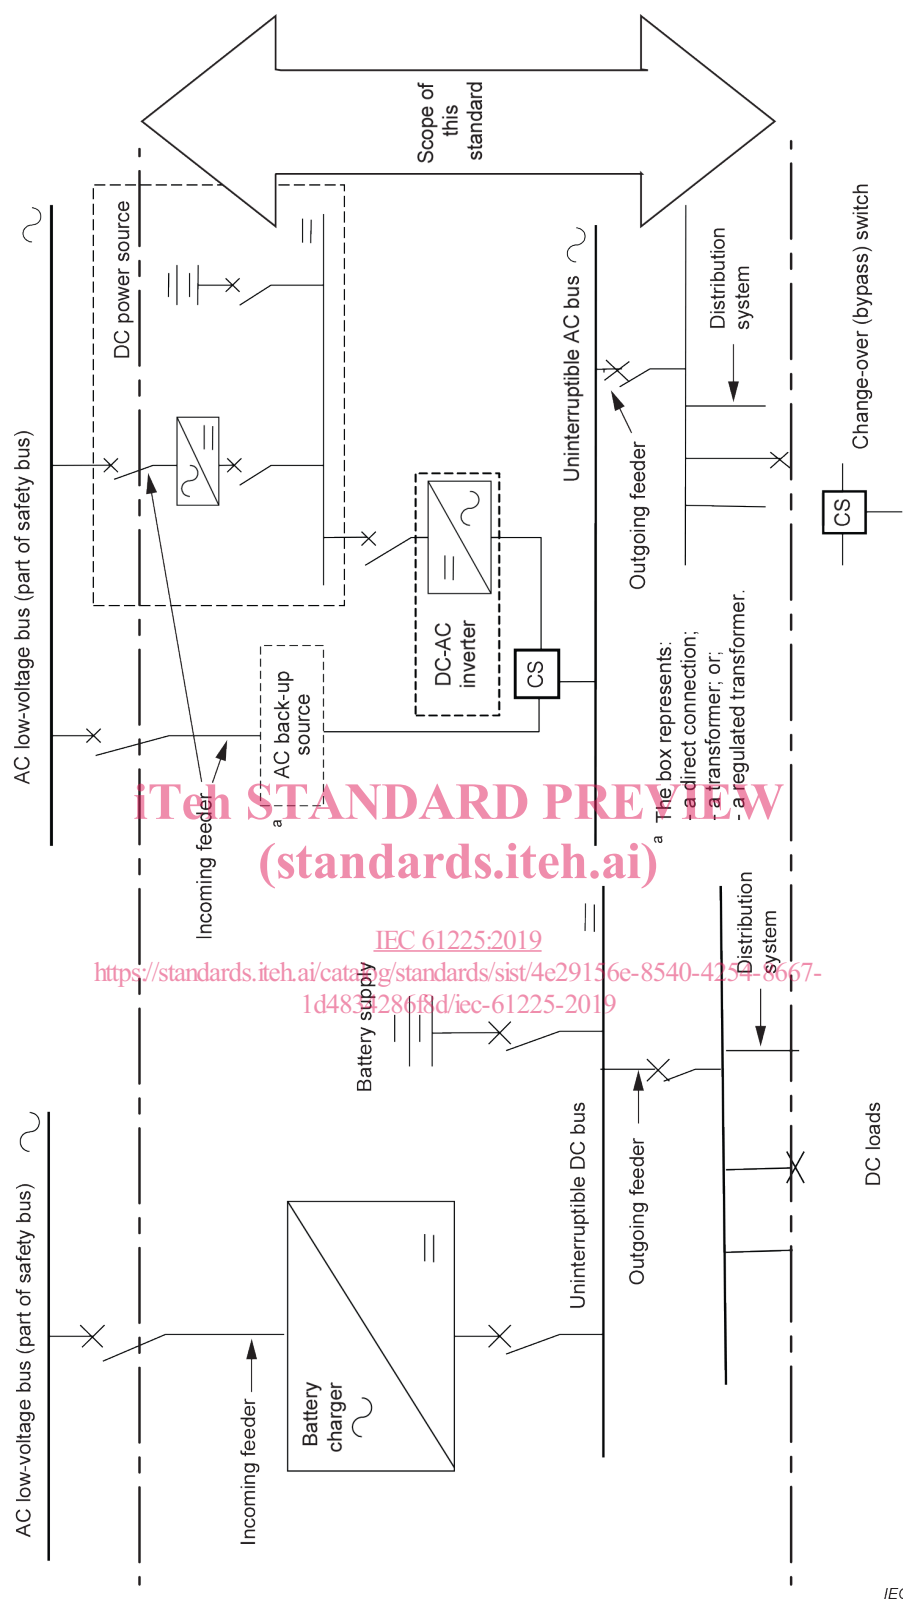 AC low-voltage bus (part of safety bus)
Incoming feeder
Battery
charger
Battery supply
Uninterruptible DC bus
Outgoing feeder
Distribution
system
DC loads
AC low-voltage bus (part of safety bus)
DC power source
Incoming feeder
AC back-up
source
a
DC-AC
inverter
CS
Uninterruptible AC bus
Outgoing feeder
Distribution
system
Scope of
this
standard
a The box represents:
- a direct connection;
- a transformer; or;
- a regulated transformer.
CS
Change-over (bypass) switch
iTeh STANDARD PREVIEW
(standards.iteh.ai)
IEC 61225:2019
https://standards.iteh.ai/catalog/standards/sist/4e29156e-8540-4254-8667-
1d4834286f8d/iec-61225-2019
IEC